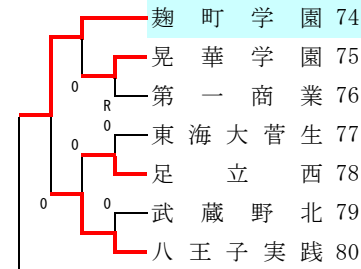 麹町学園 74
晃華学園 75
0
第一商業 76
R
0
東海大菅生 77
0
足立西 78
0
0
武蔵野北 79
八王子実践 80